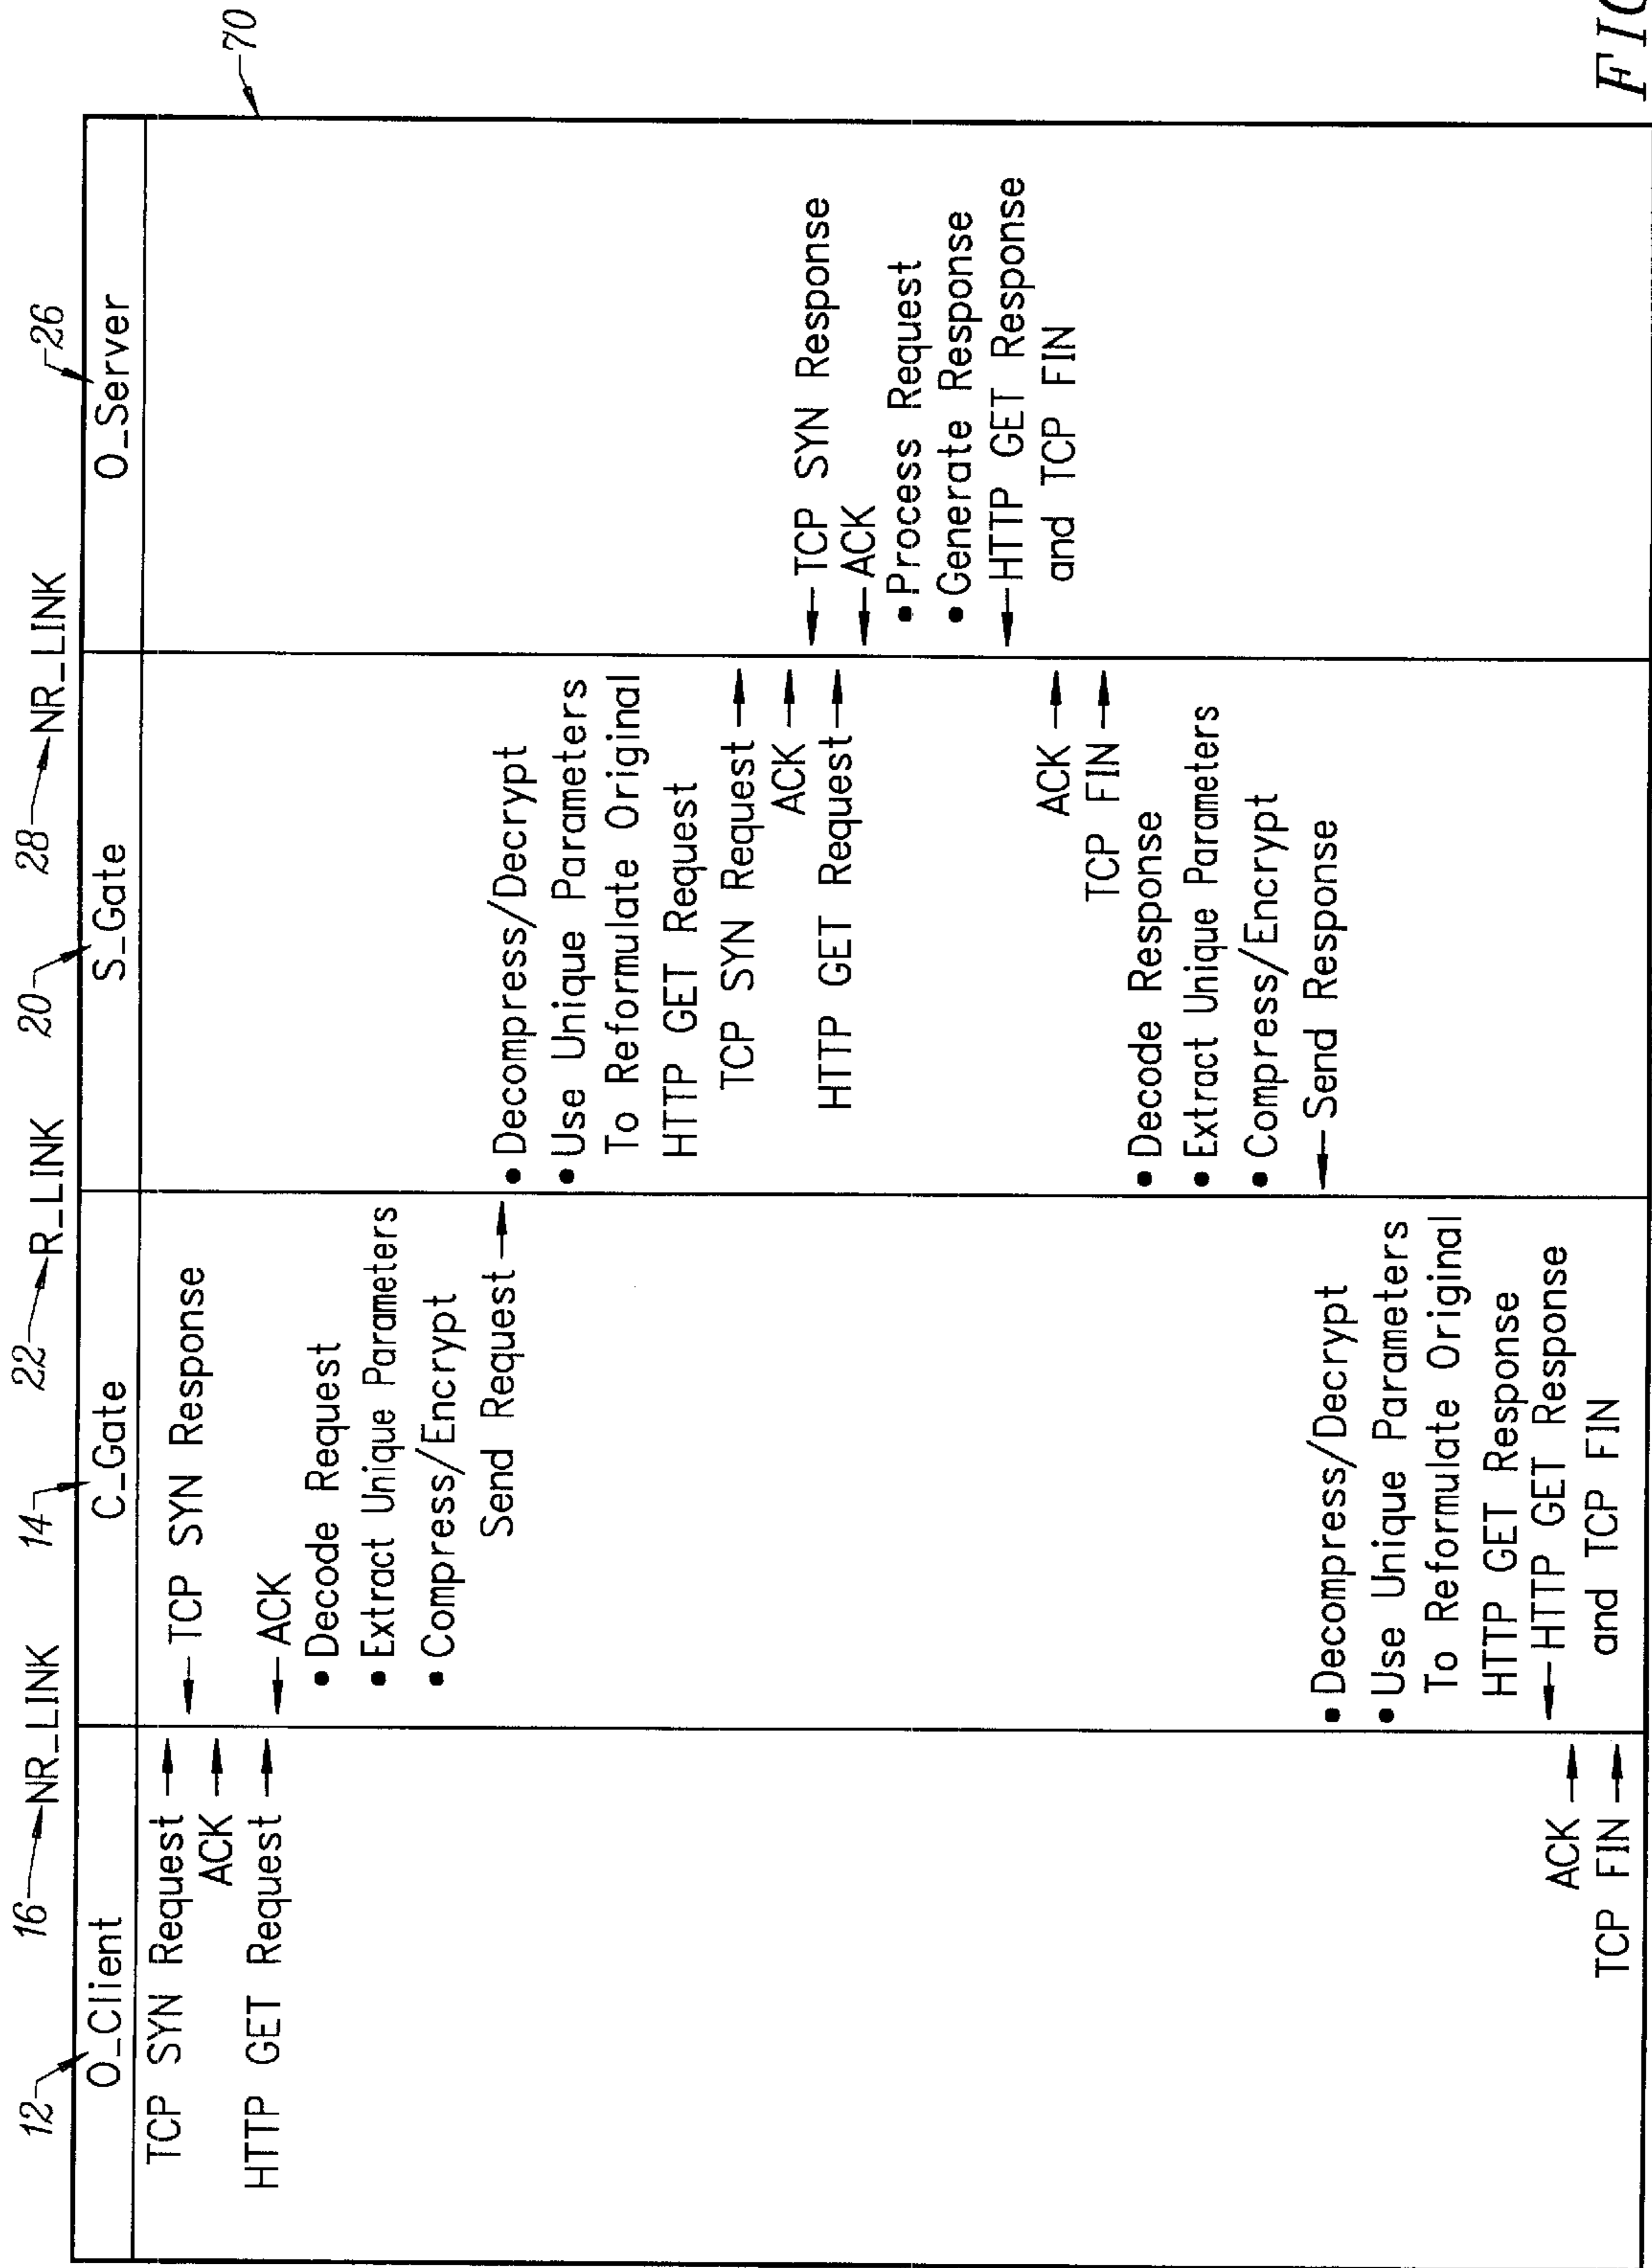 12 16 NR_LINK 14 22 R_LINK 20 28 NR_LINK 26
O_Client C_Gate S_Gate O_Server
70
TCP SYN Request
ACK
HTTP GET Request
TCP SYN Response
ACK
• Decode Request
• Extract Unique Parameters
• Compress/Encrypt
Send Request
• Decompress/Decrypt
• Use Unique Parameters
To Reformulate Original
HTTP GET Request
TCP SYN Request
ACK
HTTP GET Request
TCP SYN Response
ACK
• Process Request
• Generate Response
HTTP GET Response
and TCP FIN
ACK
TCP FIN
• Decode Response
• Extract Unique Parameters
• Compress/Encrypt
Send Response
• Decompress/Decrypt
• Use Unique Parameters
To Reformulate Original
HTTP GET Response
HTTP GET Response
and TCP FIN
ACK
TCP FIN